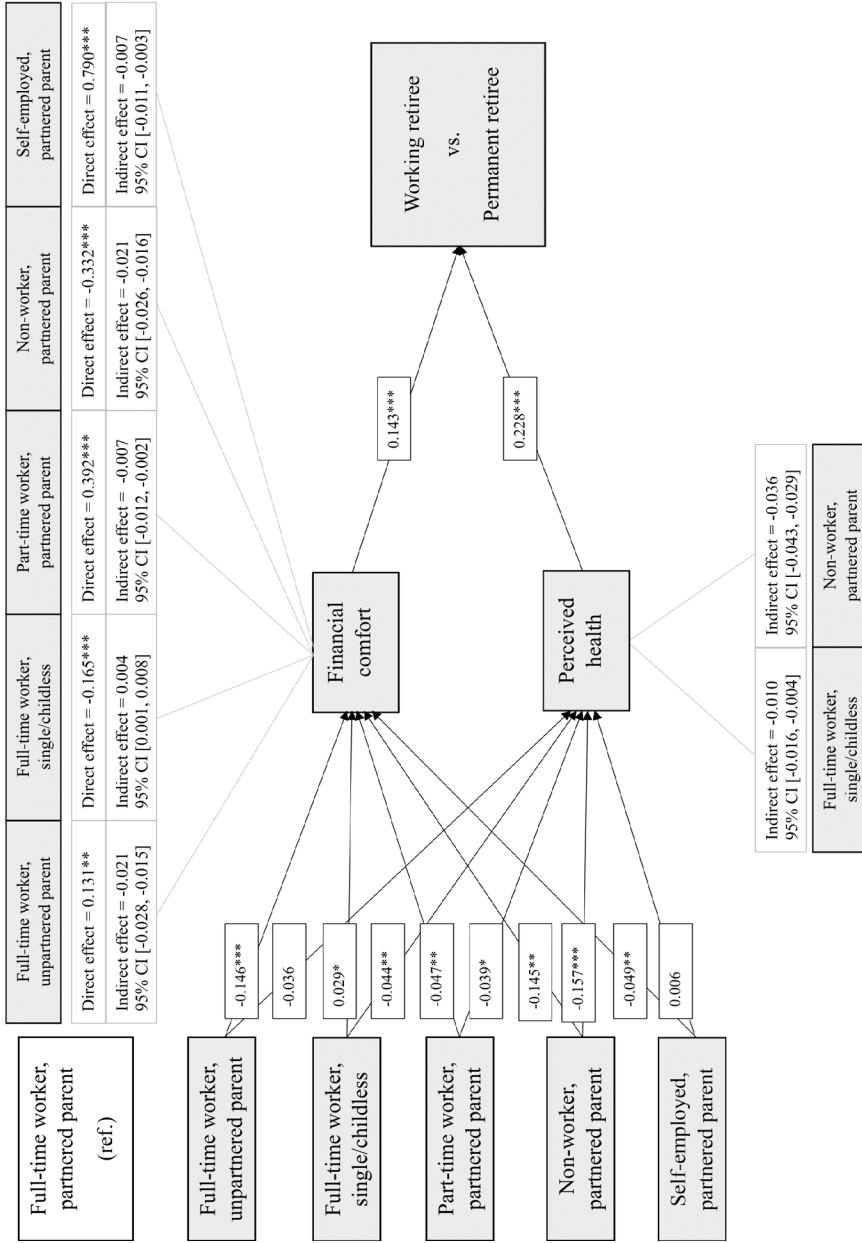 Full-time worker,
partnered parent
(ref.)
Full-time worker,
unpartnered parent
Direct effect = 0.131**
Indirect effect = -0.021
95% CI [-0.028, -0.015]
Full-time worker,
single/childless
Direct effect = -0.165***
Indirect effect = 0.004
95% CI [0.001, 0.008]
Part-time worker,
partnered parent
Direct effect = 0.392***
Indirect effect = -0.007
95% CI [-0.012, -0.002]
Non-worker,
partnered parent
Direct effect = -0.332***
Indirect effect = -0.021
95% CI [-0.026, -0.016]
Self-employed,
partnered parent
Direct effect = 0.790***
Indirect effect = -0.007
95% CI [-0.011, -0.003]
Full-time worker,
unpartnered parent
Full-time worker,
single/childless
Part-time worker,
partnered parent
Non-worker,
partnered parent
Self-employed,
partnered parent
-0.146***
-0.036
0.029*
-0.044**
-0.047**
-0.039*
-0.145**
-0.157***
-0.049**
0.006
Financial
comfort
Perceived
health
0.143***
0.228***
Working retiree
vs.
Permanent retiree
Indirect effect = -0.010
95% CI [-0.016, -0.004]
Full-time worker,
single/childless
Indirect effect = -0.036
95% CI [-0.043, -0.029]
Non-worker,
partnered parent